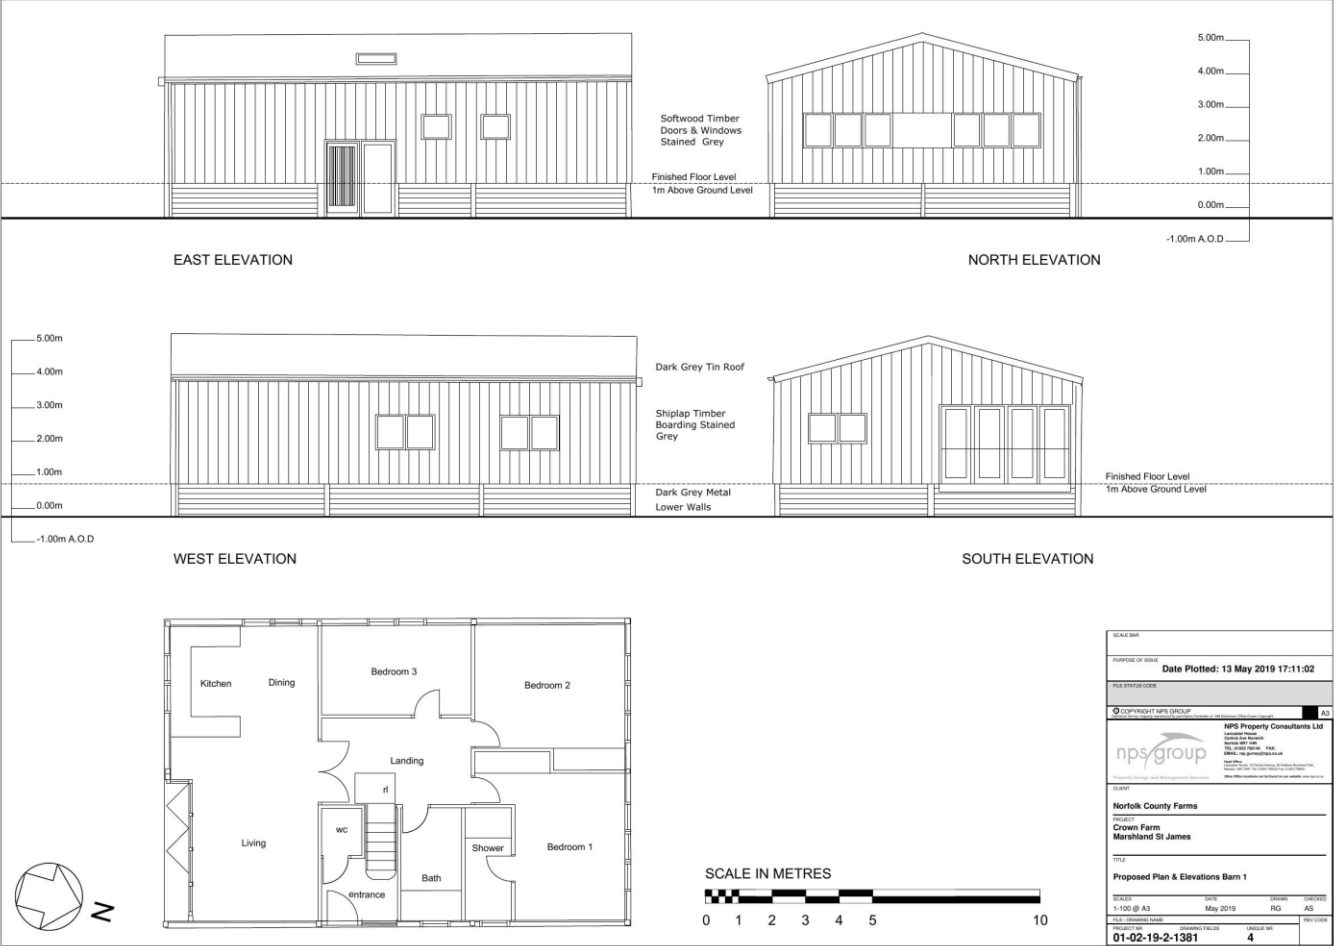 5.00m
4.00m
3.00m
2.00m
1.00m
0.00m
-1.00m A.O.D
Softwood Timber
Doors & Windows
Stained Grey
Finished Floor Level
1m Above Ground Level
EAST ELEVATION
NORTH ELEVATION
5.00m
4.00m
3.00m
2.00m
1.00m
0.00m
-1.00m A.O.D
Dark Grey Tin Roof
Shiplap Timber
Boarding Stained
Grey
Dark Grey Metal
Lower Walls
Finished Floor Level
1m Above Ground Level
WEST ELEVATION
SOUTH ELEVATION
Kitchen
Dining
Bedroom 3
Bedroom 2
Landing
rl
wc
Living
Shower
Bedroom 1
Bath
entrance
N
SCALE IN METRES
0 1 2 3 4 5 10
SCALE BAR
PURPOSE OF ISSUE
Date Plotted: 13 May 2019 17:11:02
FILE STATUS CODE
© COPYRIGHT NPS GROUP
A3
nps group
Property Design and Management Services
NPS Property Consultants Ltd
Lancaster House
CLIENT
Norfolk County Farms
PROJECT
Crown Farm
Marshland St James
TITLE
Proposed Plan & Elevations Barn 1
SCALES DATE DRAWN CHECKED
1-100 @ A3 May 2019 RG AS
FILE / DRAWING NAME REV CODE
PROJECT NR DRAWING FIELDS UNIQUE NR
01-02-19-2-1381 4